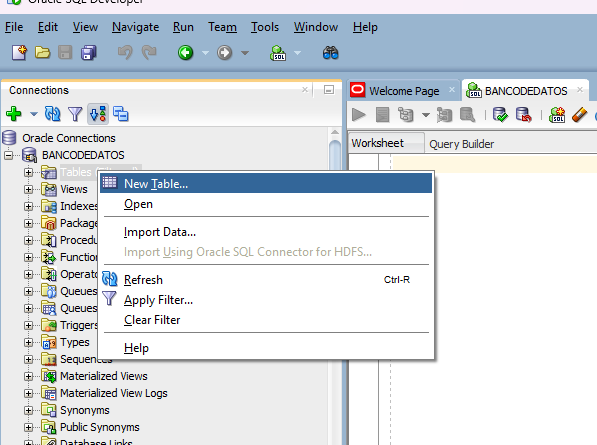 Oracle SQL Developer
File Edit View Navigate Run Team Tools Window Help
Connections
Welcome Page
BANCODEDATOS
Oracle Connections
BANCODEDATOS
Tables
Views
Indexes
Package
Procedu
Function
Operato
Queues
Queues
Triggers
Types
Sequences
Materialized Views
Materialized View Logs
Synonyms
Public Synonyms
Database Links
New Table...
Open
Import Data...
Import Using Oracle SQL Connector for HDFS...
Refresh Ctrl-R
Apply Filter...
Clear Filter
Help
Worksheet Query Builder
SQL